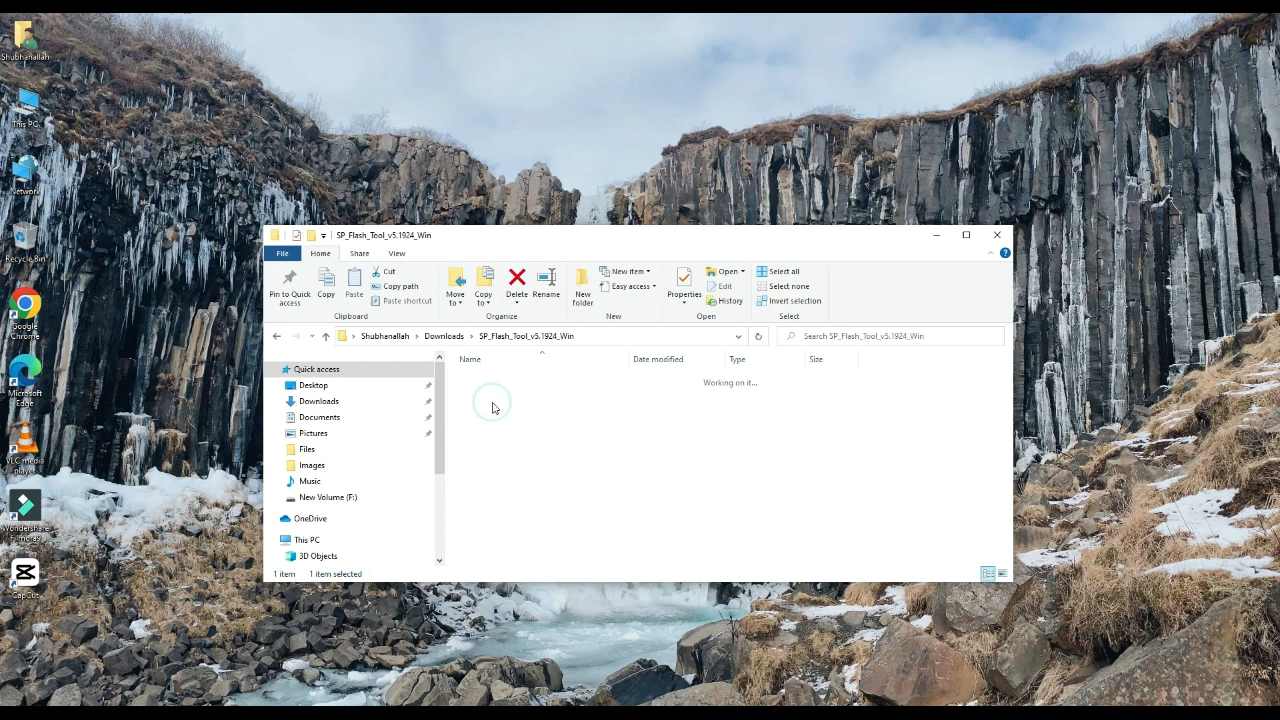 Shubhanallah
This PC
Network
Recycle Bin
Google
Chrome
Microsoft
Edge
VLC media
player
Wondershare
CapCut
SP_Flash_Tool_v5.1924_Win
File
Home
Share
View
Pin to Quick
access
Copy
Paste
Cut
Copy path
Paste shortcut
Clipboard
Move
to
Copy
to
Delete
Rename
Organize
New
folder
New item
Easy access
New
Properties
Open
Edit
History
Open
Select all
Select none
Invert selection
Select
Shubhanallah
Downloads
SP_Flash_Tool_v5.1924_Win
Search SP_Flash_Tool_v5.1924_Win
Name
Date modified
Type
Size
Working on it...
Quick access
Desktop
Downloads
Documents
Pictures
Files
Images
Music
New Volume (F:)
OneDrive
This PC
3D Objects
1 item
1 item selected